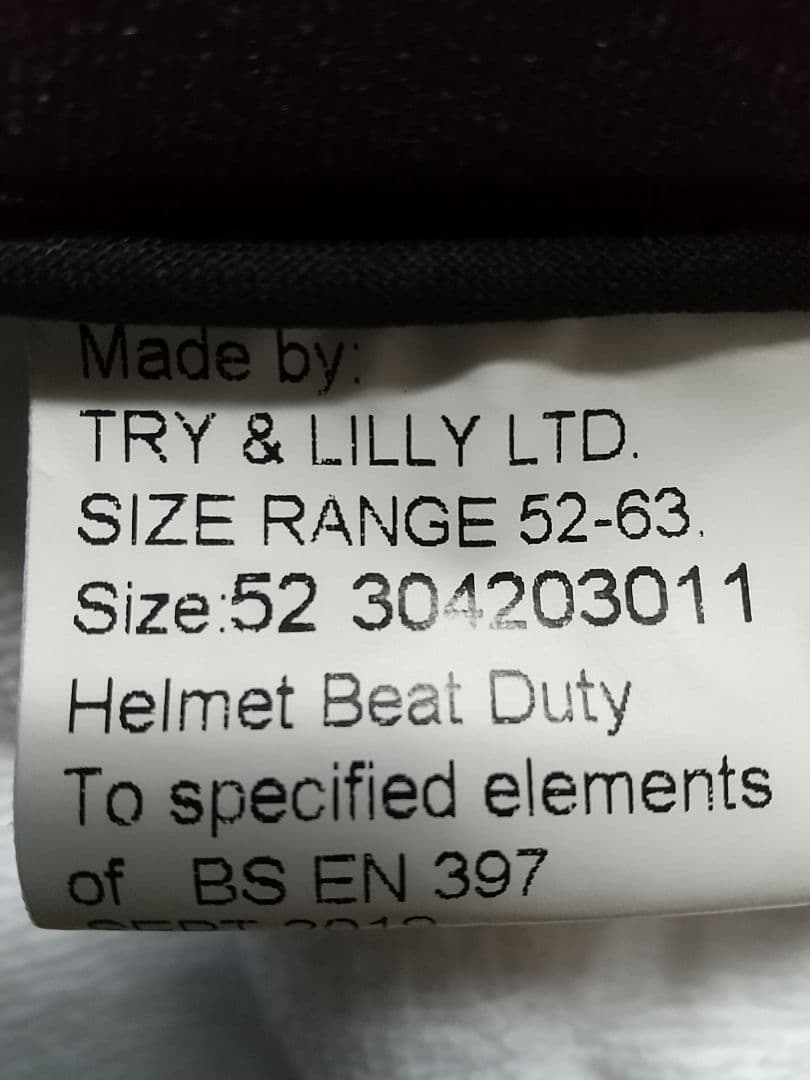 Made by:
TRY & LILLY LTD.
SIZE RANGE 52-63.
Size:52 304203011
Helmet Beat Duty
To specified elements
of BS EN 397
SEPT